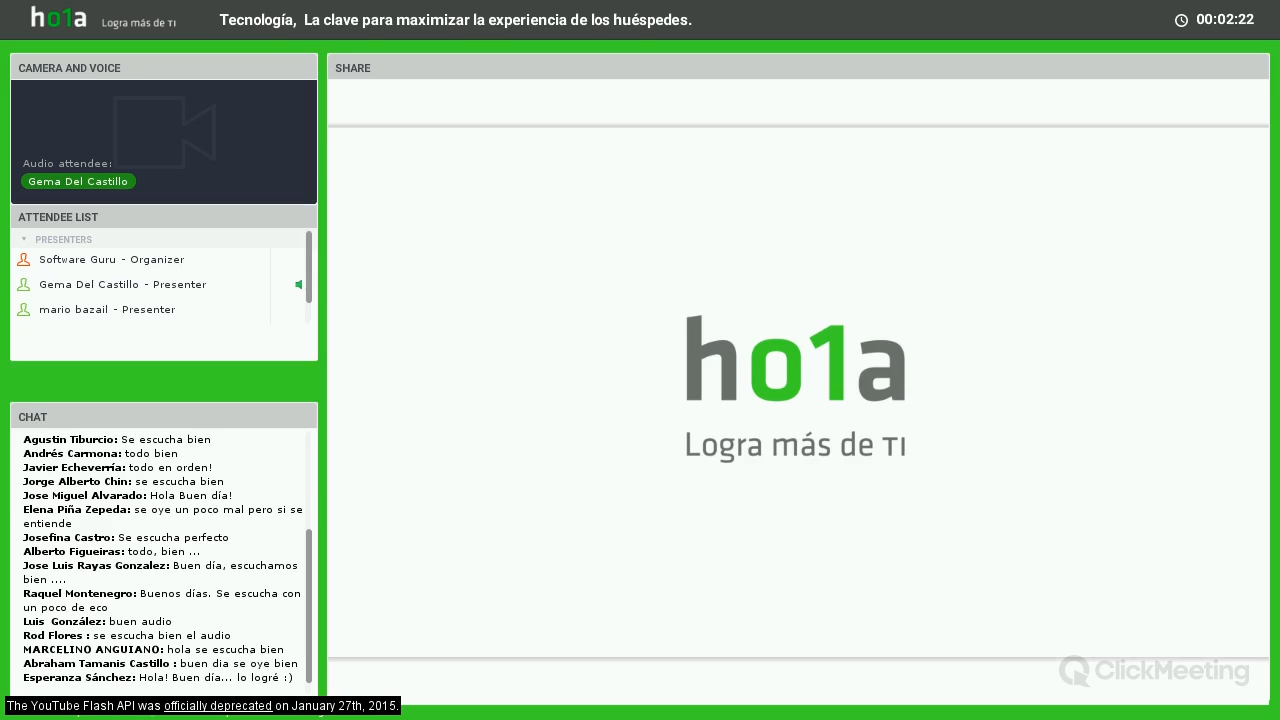 ho1a Logra más de TI Tecnología, La clave para maximizar la experiencia de los huéspedes. 00:02:22
CAMERA AND VOICE
Audio attendee:
Gema Del Castillo
ATTENDEE LIST
PRESENTERS
Software Guru - Organizer
Gema Del Castillo - Presenter
mario bazail - Presenter
CHAT
Agustin Tiburcio: Se escucha bien
Andrés Carmona: todo bien
Javier Echeverría: todo en orden!
Jorge Alberto Chin: se escucha bien
Jose Miguel Alvarado: Hola Buen día!
Elena Piña Zepeda: se oye un poco mal pero si se
entiende
Josefina Castro: Se escucha perfecto
Alberto Figueiras: todo, bien ...
Jose Luis Rayas Gonzalez: Buen día, escuchamos
bien ....
Raquel Montenegro: Buenos días. Se escucha con
un poco de eco
Luis González: buen audio
Rod Flores : se escucha bien el audio
MARCELINO ANGUIANO: hola se escucha bien
Abraham Tamanis Castillo : buen dia se oye bien
Esperanza Sánchez: Hola! Buen día... lo logré :)
The YouTube Flash API was officially deprecated on January 27th, 2015.
SHARE
ho1a
Logra más de TI
ClickMeeting